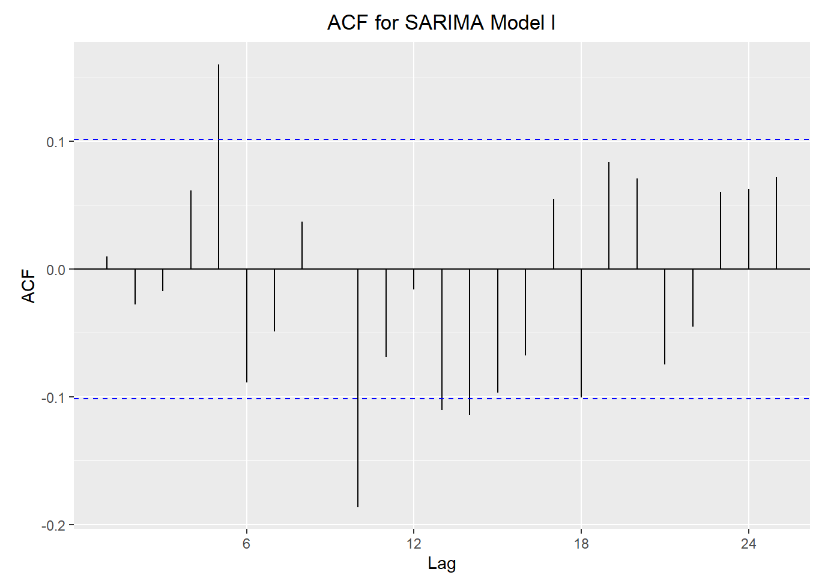 ACF for SARIMA Model I
ACF
0.1
0.0
-0.1
-0.2
6 12 18 24
Lag